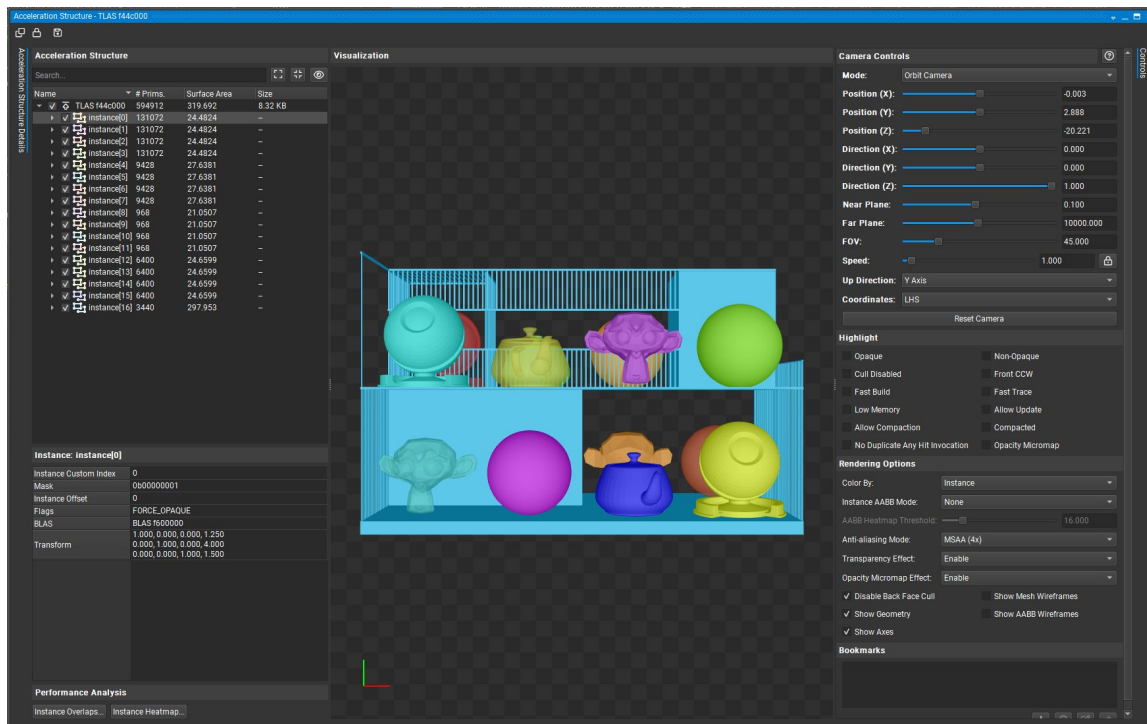 Acceleration Structure - TLAS f44c000
Acceleration Structure Details
Acceleration Structure
Search...
Name # Prims. Surface Area Size
TLAS f44c000 594912 319.692 8.32 KB
instance[0] 131072 24.4824 –
instance[1] 131072 24.4824 –
instance[2] 131072 24.4824 –
instance[3] 131072 24.4824 –
instance[4] 9428 27.6381 –
instance[5] 9428 27.6381 –
instance[6] 9428 27.6381 –
instance[7] 9428 27.6381 –
instance[8] 968 21.0507 –
instance[9] 968 21.0507 –
instance[10] 968 21.0507 –
instance[11] 968 21.0507 –
instance[12] 6400 24.6599 –
instance[13] 6400 24.6599 –
instance[14] 6400 24.6599 –
instance[15] 6400 24.6599 –
instance[16] 3440 297.953 –
Instance: instance[0]
Instance Custom Index 0
Mask 0b00000001
Instance Offset 0
Flags FORCE_OPAQUE
BLAS BLAS f600000
Transform
1.000, 0.000, 0.000, 1.250
0.000, 1.000, 0.000, 4.000
0.000, 0.000, 1.000, 1.500
Performance Analysis
Instance Overlaps... Instance Heatmap...
Visualization
Controls
Camera Controls
Mode: Orbit Camera
Position (X): -0.003
Position (Y): 2.888
Position (Z): -20.221
Direction (X): 0.000
Direction (Y): 0.000
Direction (Z): 1.000
Near Plane: 0.100
Far Plane: 10000.000
FOV: 45.000
Speed: 1.000
Up Direction: Y Axis
Coordinates: LHS
Reset Camera
Highlight
Opaque Non-Opaque
Cull Disabled Front CCW
Fast Build Fast Trace
Low Memory Allow Update
Allow Compaction Compacted
No Duplicate Any Hit Invocation Opacity Micromap
Rendering Options
Color By: Instance
Instance AABB Mode: None
AABB Heatmap Threshold: 16.000
Anti-aliasing Mode: MSAA (4x)
Transparency Effect: Enable
Opacity Micromap Effect: Enable
Disable Back Face Cull Show Mesh Wireframes
Show Geometry Show AABB Wireframes
Show Axes
Bookmarks